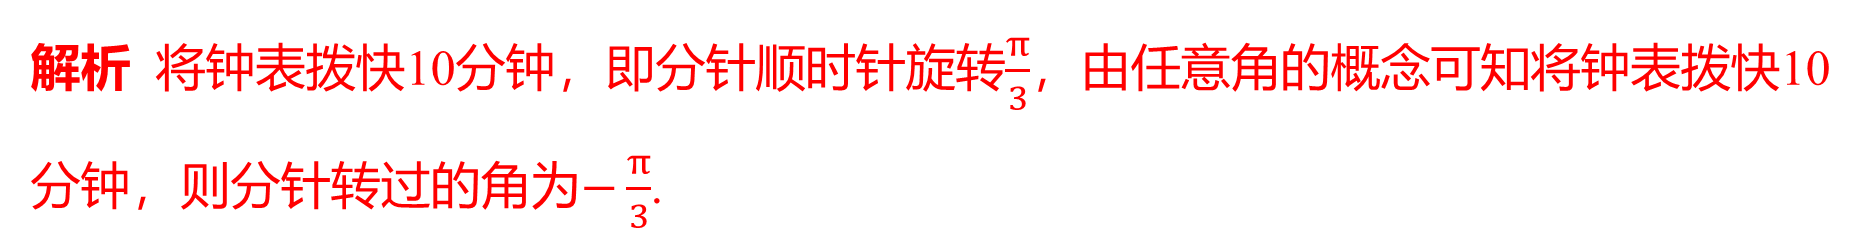 解析 将钟表拨快10分钟，即分针顺时针旋转π/3，由任意角的概念可知将钟表拨快10
分钟，则分针转过的角为−π/3.